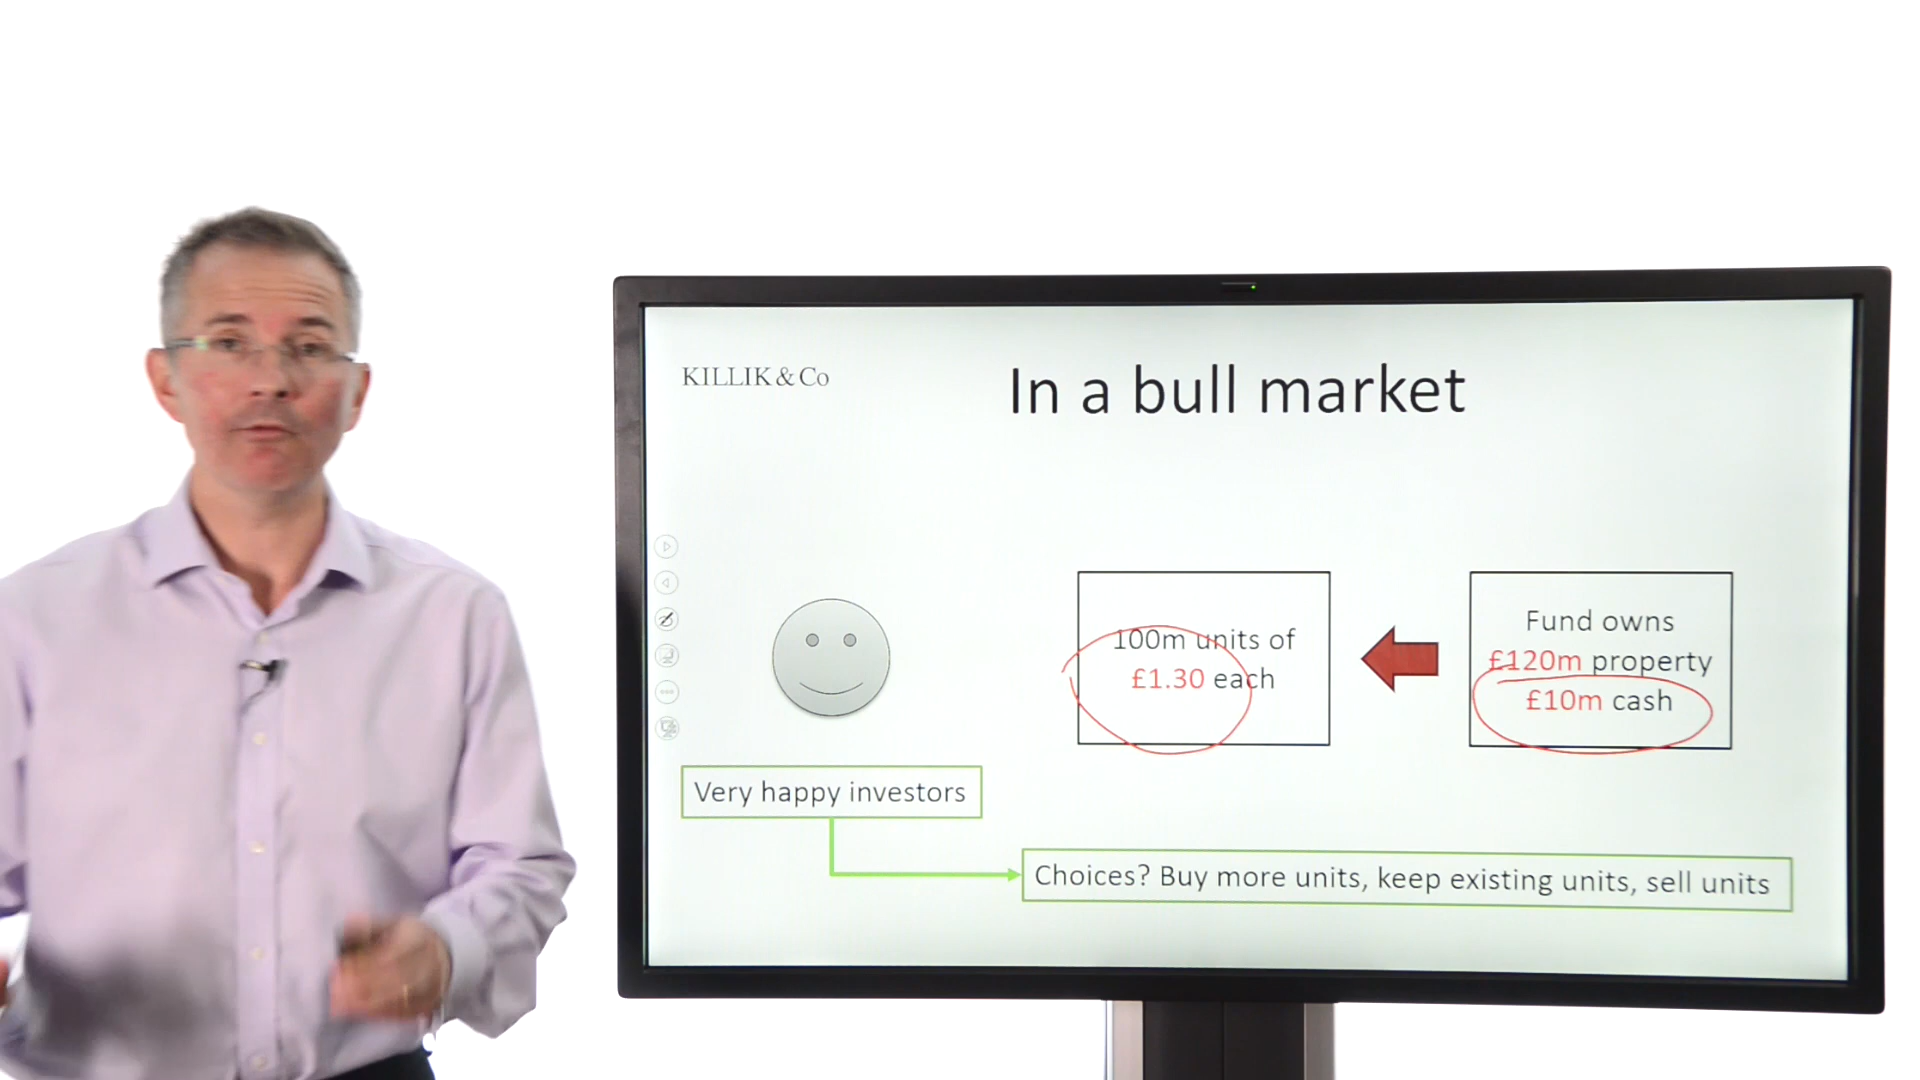 KILLIK & Co
In a bull market
100m units of
£1.30 each
Fund owns
£120m property
£10m cash
Very happy investors
Choices? Buy more units, keep existing units, sell units